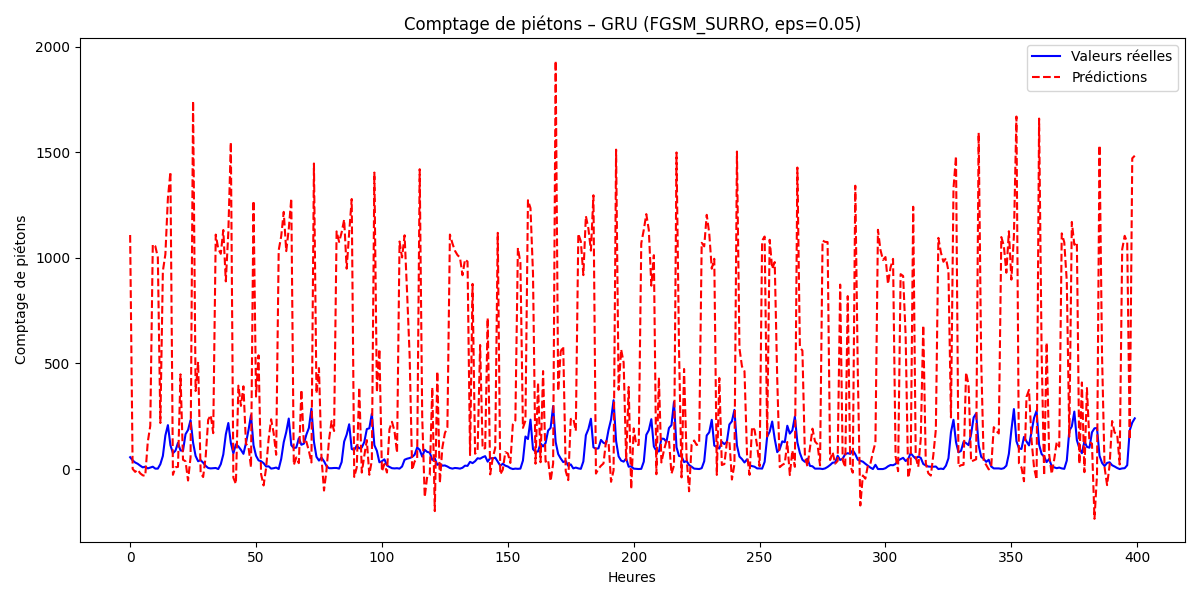 Comptage de piétons – GRU (FGSM_SURRO, eps=0.05)
Valeurs réelles
Prédictions
Comptage de piétons
2000
1500
1000
500
0
0
50
100
150
200
250
300
350
400
Heures